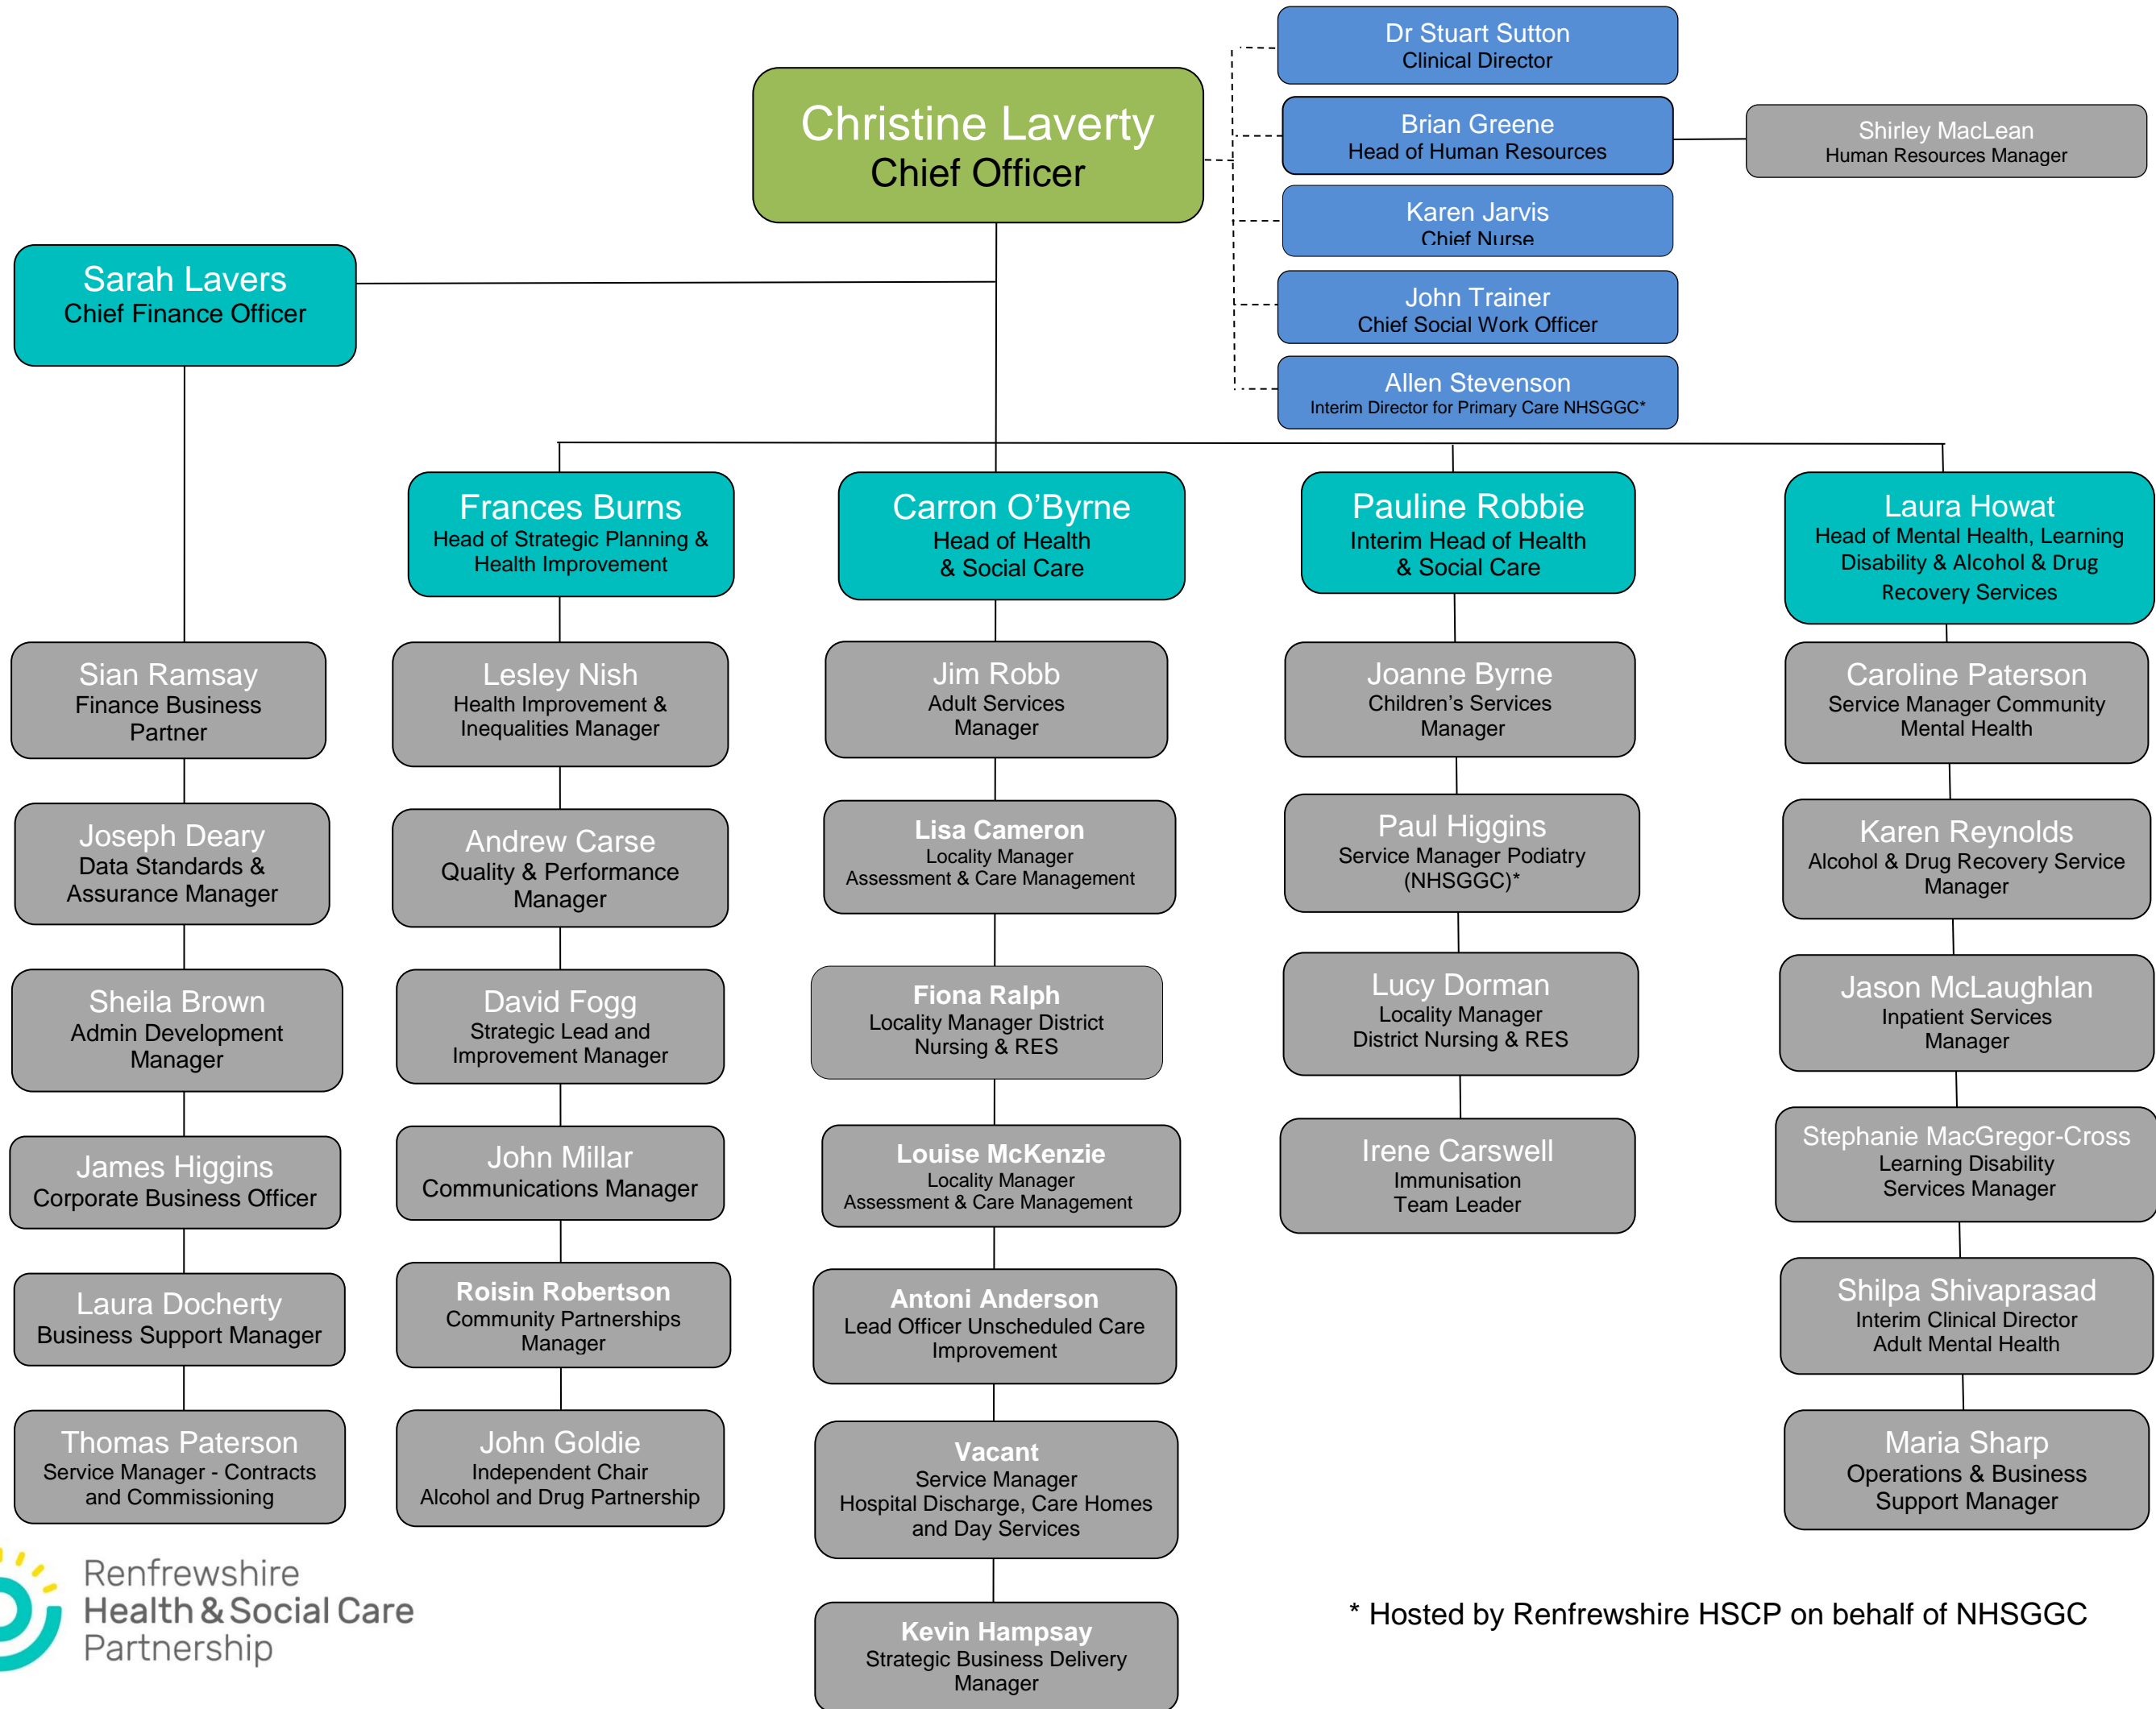 Dr Stuart Sutton
Clinical Director
Christine Laverty
Chief Officer
Brian Greene
Head of Human Resources
Shirley MacLean
Human Resources Manager
Karen Jarvis
Chief Nurse
Sarah Lavers
Chief Finance Officer
John Trainer
Chief Social Work Officer
Allen Stevenson
Interim Director for Primary Care NHSGGC*
Frances Burns
Head of Strategic Planning &
Health Improvement
Carron O’Byrne
Head of Health
& Social Care
Pauline Robbie
Interim Head of Health
& Social Care
Laura Howat
Head of Mental Health, Learning
Disability & Alcohol & Drug
Recovery Services
Sian Ramsay
Finance Business
Partner
Joseph Deary
Data Standards &
Assurance Manager
Sheila Brown
Admin Development
Manager
James Higgins
Corporate Business Officer
Laura Docherty
Business Support Manager
Thomas Paterson
Service Manager - Contracts
and Commissioning
Lesley Nish
Health Improvement &
Inequalities Manager
Andrew Carse
Quality & Performance
Manager
David Fogg
Strategic Lead and
Improvement Manager
John Millar
Communications Manager
Roisin Robertson
Community Partnerships
Manager
John Goldie
Independent Chair
Alcohol and Drug Partnership
Jim Robb
Adult Services
Manager
Lisa Cameron
Locality Manager
Assessment & Care Management
Fiona Ralph
Locality Manager District
Nursing & RES
Louise McKenzie
Locality Manager
Assessment & Care Management
Antoni Anderson
Lead Officer Unscheduled Care
Improvement
Vacant
Service Manager
Hospital Discharge, Care Homes
and Day Services
Kevin Hampsay
Strategic Business Delivery
Manager
Joanne Byrne
Children’s Services
Manager
Paul Higgins
Service Manager Podiatry
(NHSGGC)*
Lucy Dorman
Locality Manager
District Nursing & RES
Irene Carswell
Immunisation
Team Leader
Caroline Paterson
Service Manager Community
Mental Health
Karen Reynolds
Alcohol & Drug Recovery Service
Manager
Jason McLaughlan
Inpatient Services
Manager
Stephanie MacGregor-Cross
Learning Disability
Services Manager
Shilpa Shivaprasad
Interim Clinical Director
Adult Mental Health
Maria Sharp
Operations & Business
Support Manager
Renfrewshire
Health & Social Care
Partnership
* Hosted by Renfrewshire HSCP on behalf of NHSGGC